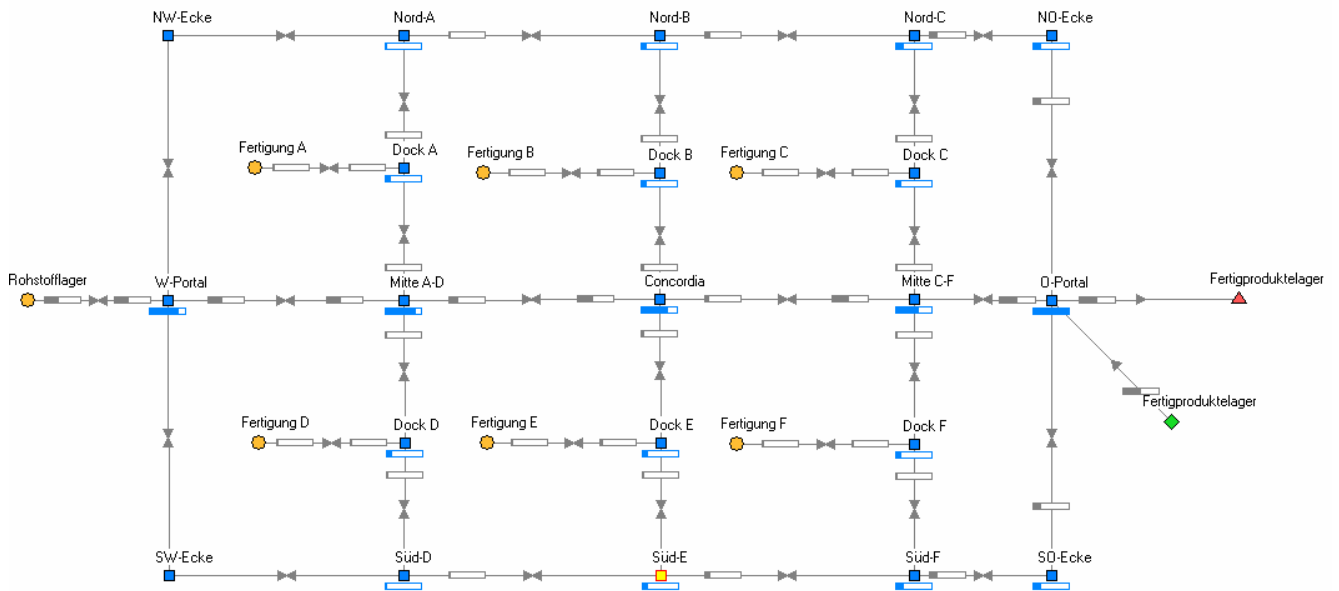 NW-Ecke
Nord-A
Nord-B
Nord-C
NO-Ecke
Fertigung A
Dock A
Fertigung B
Dock B
Fertigung C
Dock C
Rohstofflager
W-Portal
Mitte A-D
Concordia
Mitte C-F
O-Portal
Fertigproduktelager
Fertigproduktelager
Fertigung D
Dock D
Fertigung E
Dock E
Fertigung F
Dock F
SW-Ecke
Süd-D
Süd-E
Süd-F
SO-Ecke